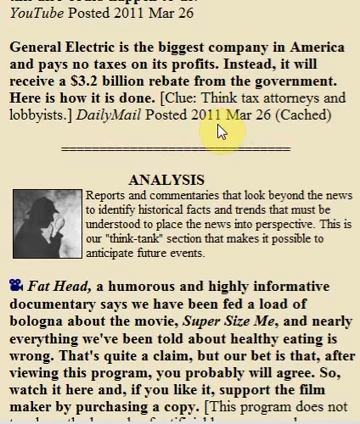 YouTube Posted 2011 Mar 26
General Electric is the biggest company in America
and pays no taxes on its profits. Instead, it will
receive a $3.2 billion rebate from the government.
Here is how it is done. [Clue: Think tax attorneys and
lobbyists.] DailyMail Posted 2011 Mar 26 (Cached)
==============================
ANALYSIS
Reports and commentaries that look beyond the news
to identify historical facts and trends that must be
understood to place the news into perspective. This is
our "think-tank" section that makes it possible to
anticipate future events.
Fat Head, a humorous and highly informative
documentary says we have been fed a load of
bologna about the movie, Super Size Me, and nearly
everything we've been told about healthy eating is
wrong. That's quite a claim, but our bet is that, after
viewing this program, you probably will agree. So,
watch it here and, if you like it, support the film
maker by purchasing a copy. [This program does not